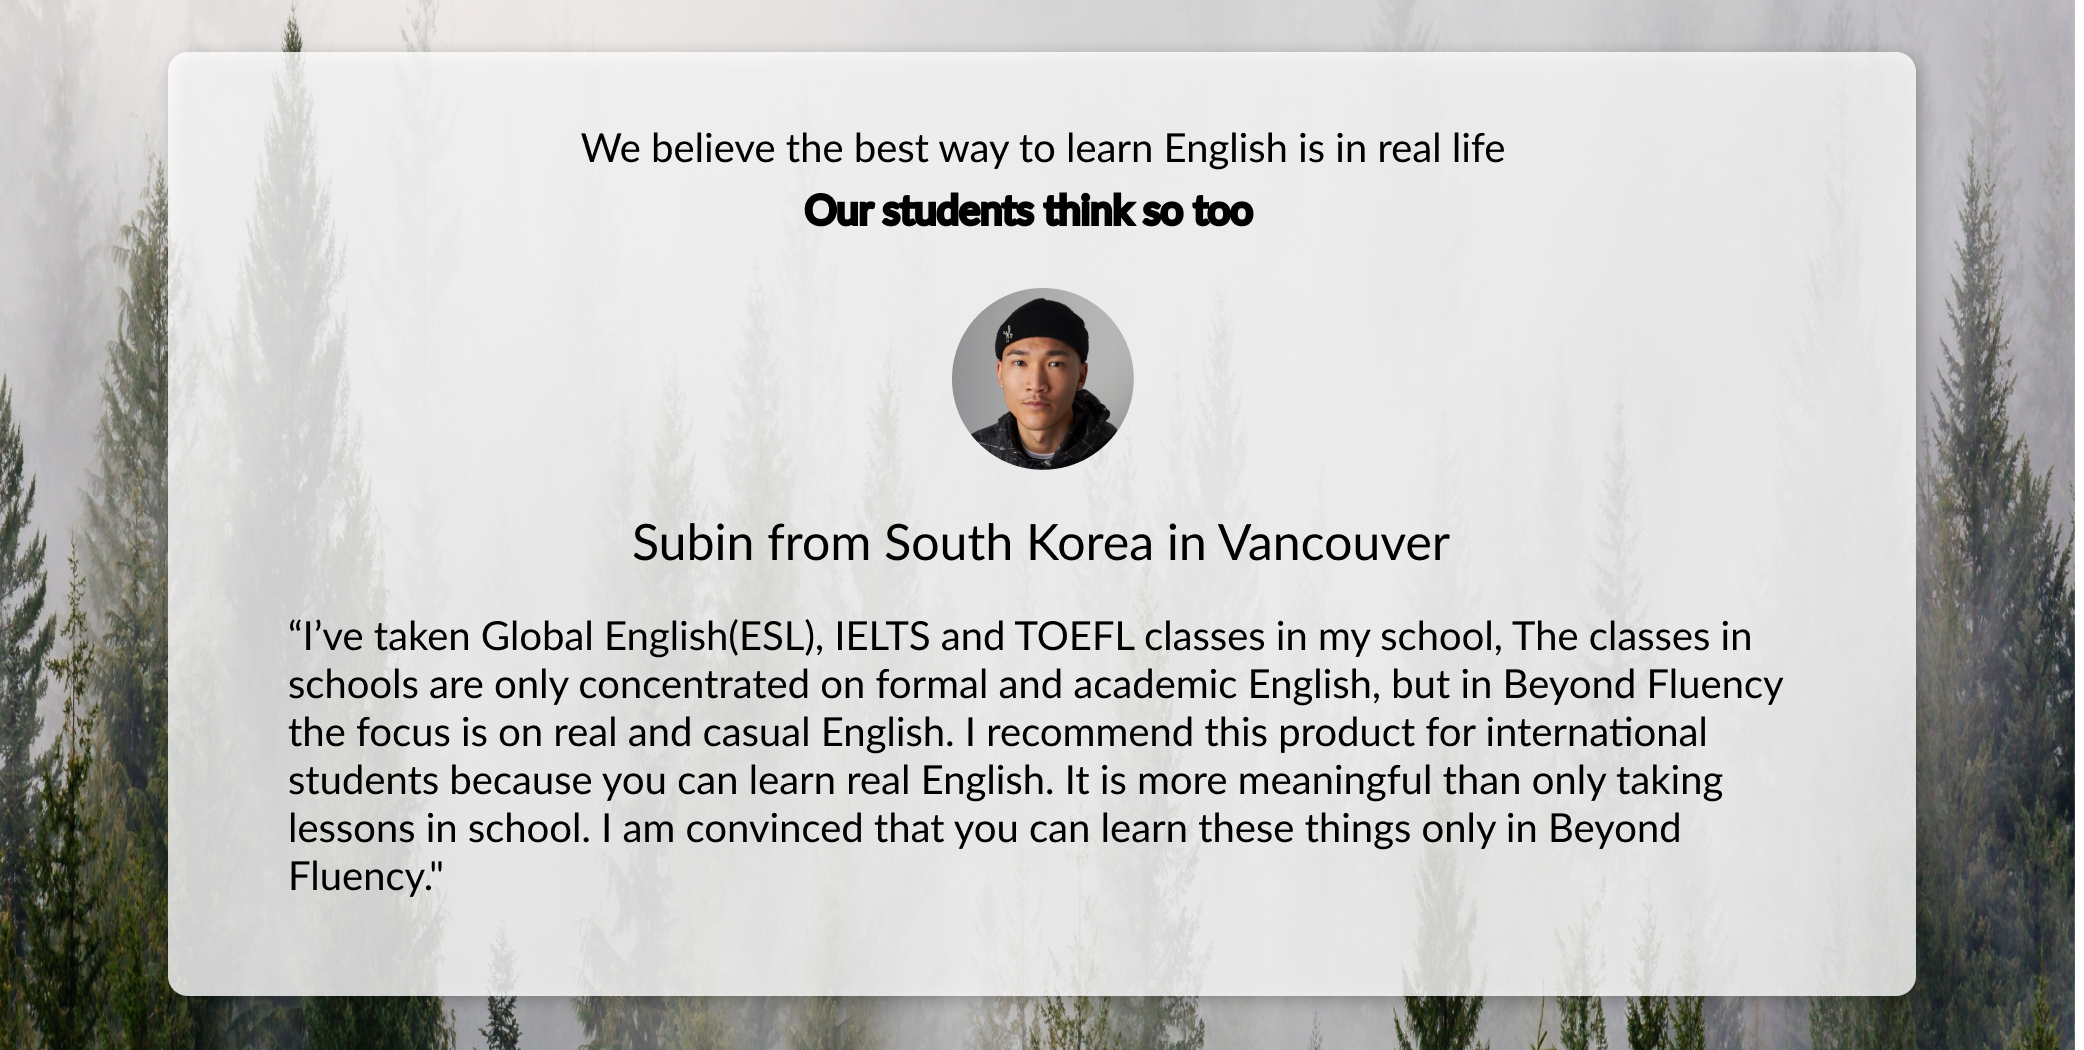 We believe the best way to learn English is in real life
Our students think so too
Subin from South Korea in Vancouver
“I’ve taken Global English(ESL), IELTS and TOEFL classes in my school, The classes in
schools are only concentrated on formal and academic English, but in Beyond Fluency
the focus is on real and casual English. I recommend this product for international
students because you can learn real English. It is more meaningful than only taking
lessons in school. I am convinced that you can learn these things only in Beyond
Fluency."